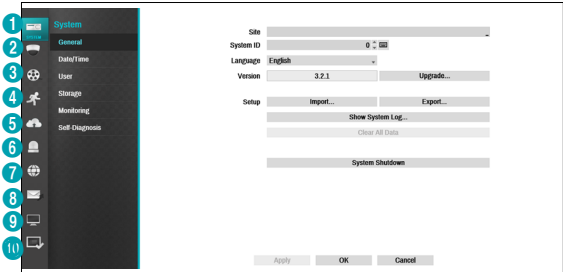 1
SYSTEM
2
3
4
5
6
7
8
9
10
System
General
Date/Time
User
Storage
Monitoring
Self-Diagnosis
Site
System ID 0
Language English
Version 3.2.1 Upgrade...
Setup Import... Export...
Show System Log...
Clear All Data
System Shutdown
Apply OK Cancel